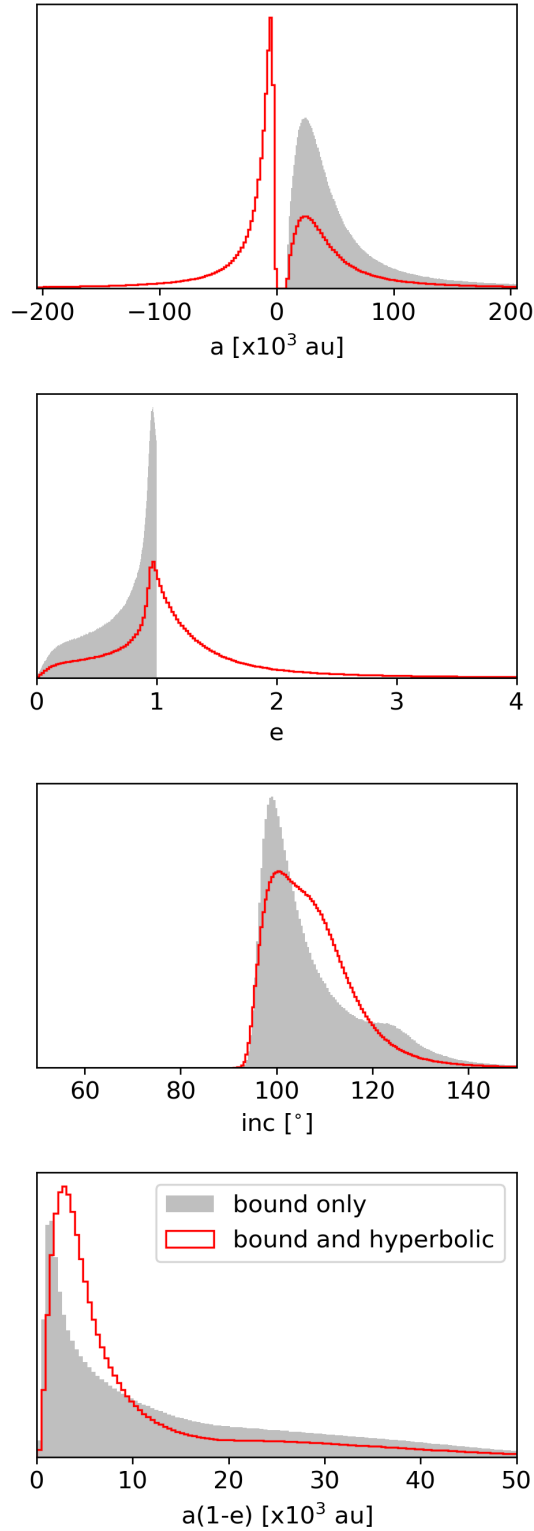 −200 −100 0 100 200
a [x10³ au]
0 1 2 3 4
e
60 80 100 120 140
inc [°]
bound only
bound and hyperbolic
0 10 20 30 40 50
a(1-e) [x10³ au]